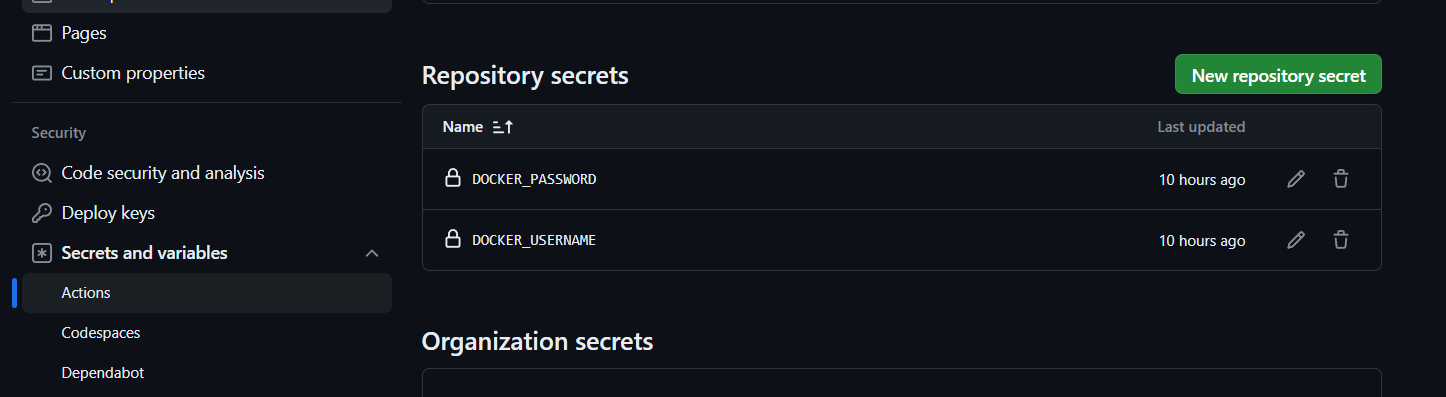 Pages
Custom properties
Security
Code security and analysis
Deploy keys
Secrets and variables
Actions
Codespaces
Dependabot
Repository secrets
New repository secret
Name Last updated
DOCKER_PASSWORD 10 hours ago
DOCKER_USERNAME 10 hours ago
Organization secrets